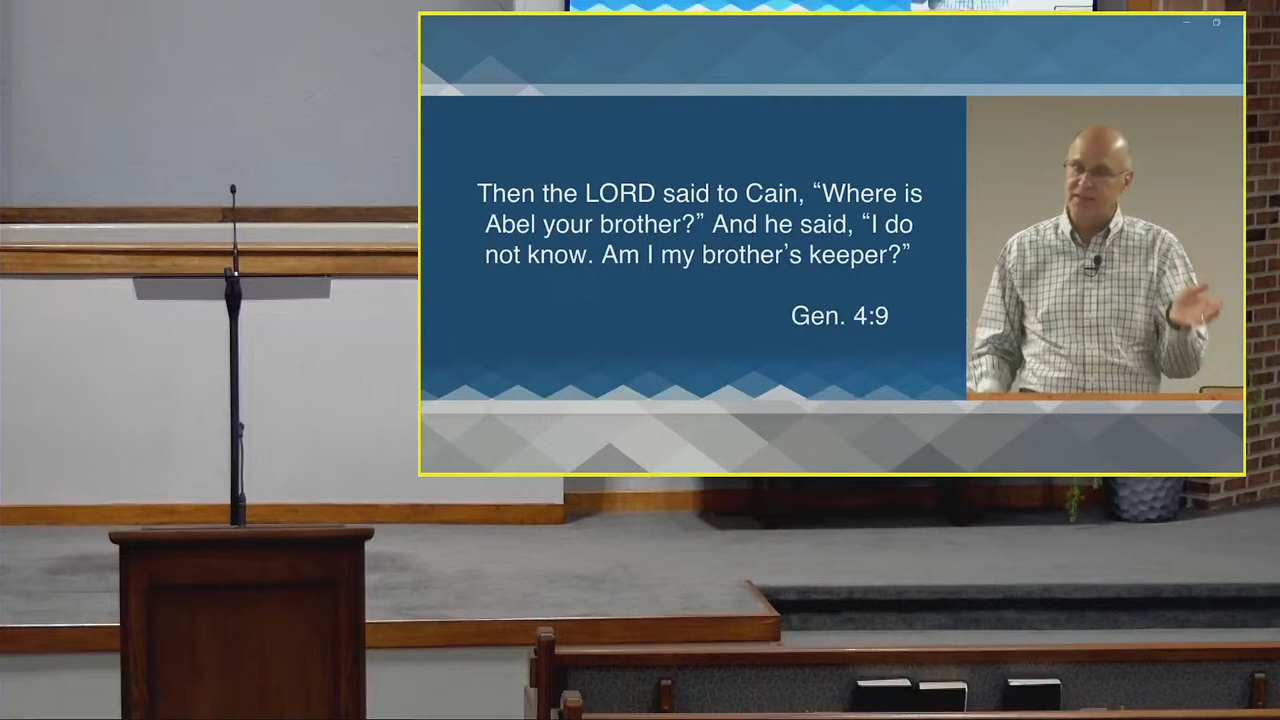 Then the LORD said to Cain, “Where is
Abel your brother?” And he said, “I do
not know. Am I my brother’s keeper?”
Gen. 4:9